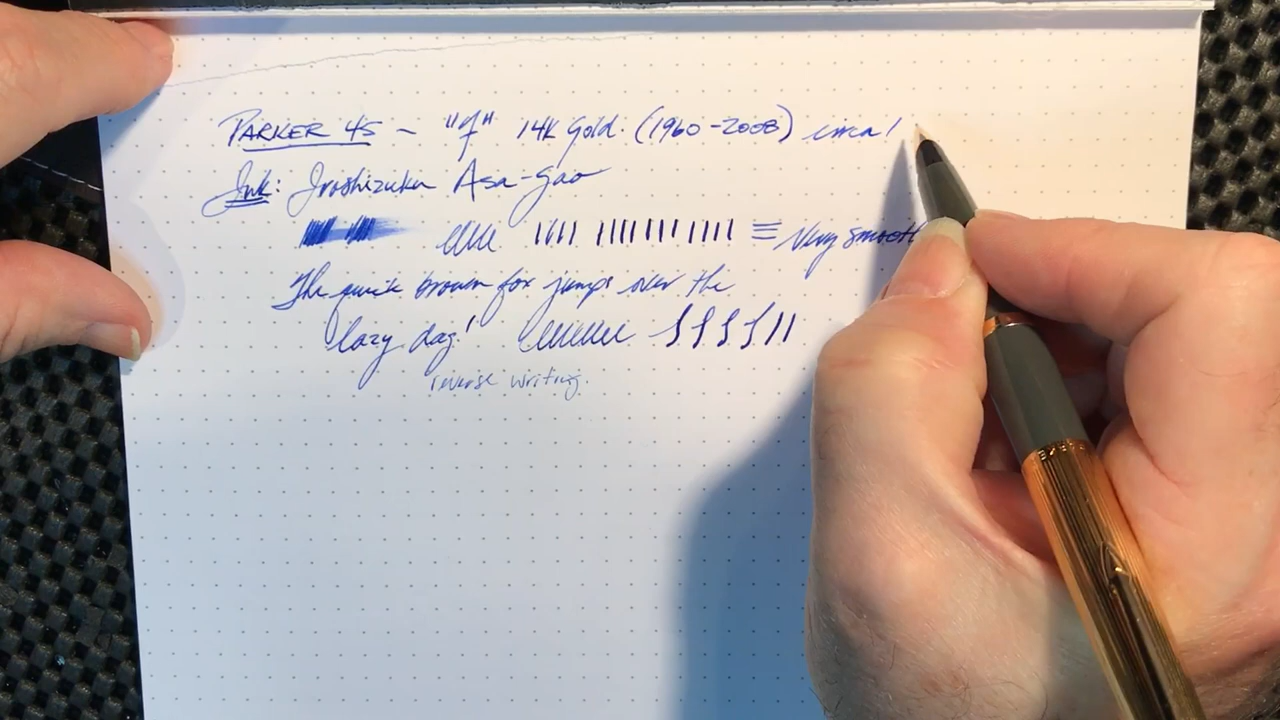 PARKER 45 ~ "f" 14K Gold. (1960-2008) circa 1
Ink: Iroshizuku Asa-gao
Very smooth
The quick brown fox jumps over the
lazy dog!
reverse writing.